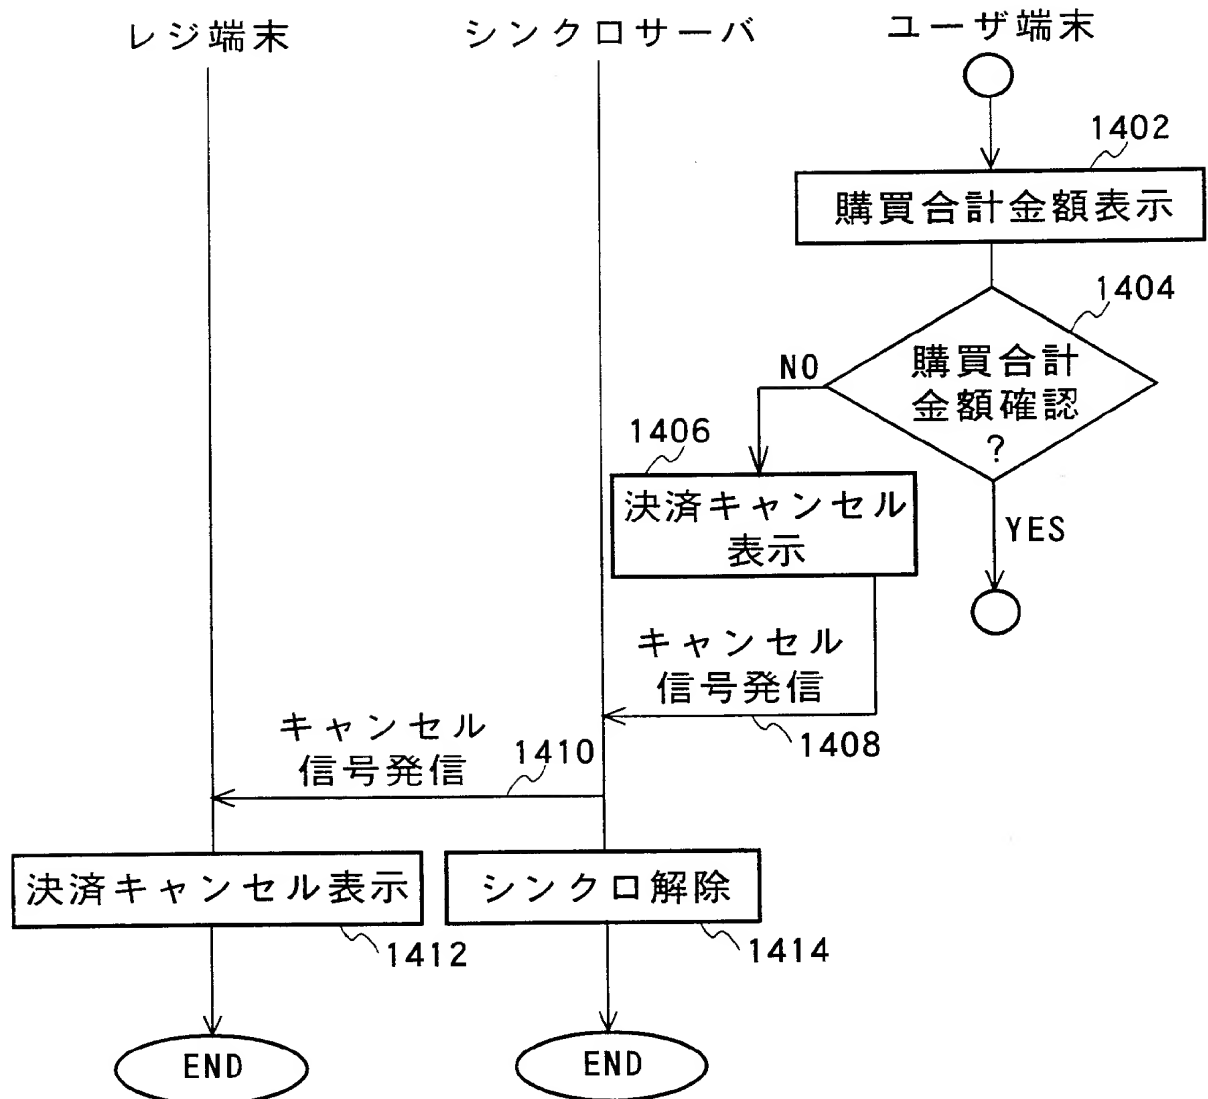 レジ端末
シンクロサーバ
ユーザ端末
1402
購買合計金額表示
1404
購買合計
金額確認
?
NO
YES
1406
決済キャンセル
表示
キャンセル
信号発信
1408
キャンセル
信号発信
1410
決済キャンセル表示
1412
シンクロ解除
1414
END
END